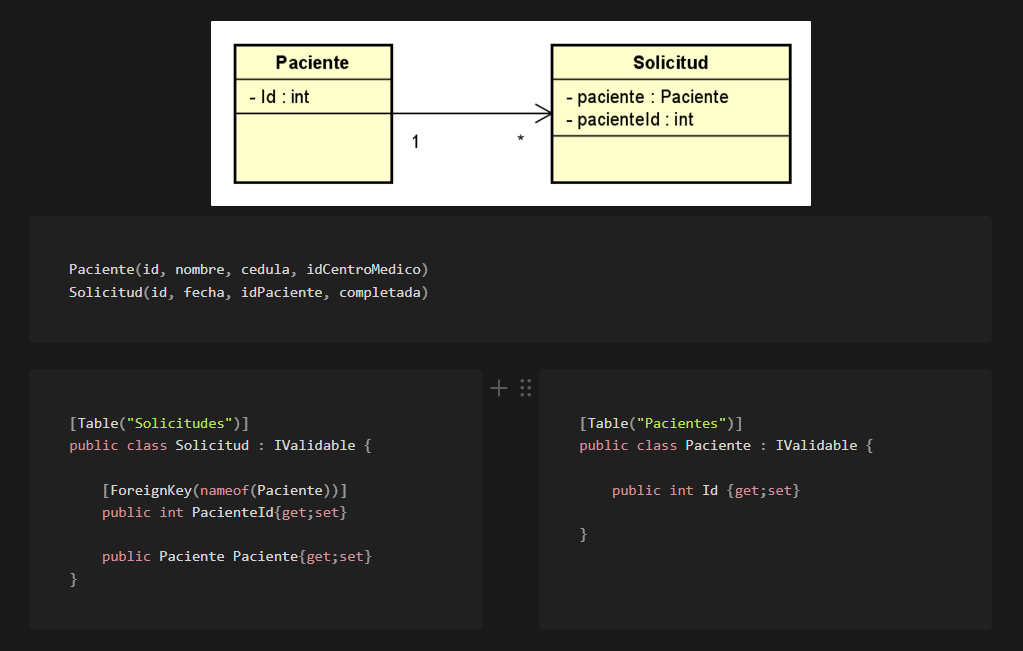 Paciente
- Id : int
1
*
Solicitud
- paciente : Paciente
- pacienteId : int
Paciente(id, nombre, cedula, idCentroMedico)
Solicitud(id, fecha, idPaciente, completada)
[Table("Solicitudes")]
public class Solicitud : IValidable {
[ForeignKey(nameof(Paciente))]
public int PacienteId{get;set}
public Paciente Paciente{get;set}
}
[Table("Pacientes")]
public class Paciente : IValidable {
public int Id {get;set}
}